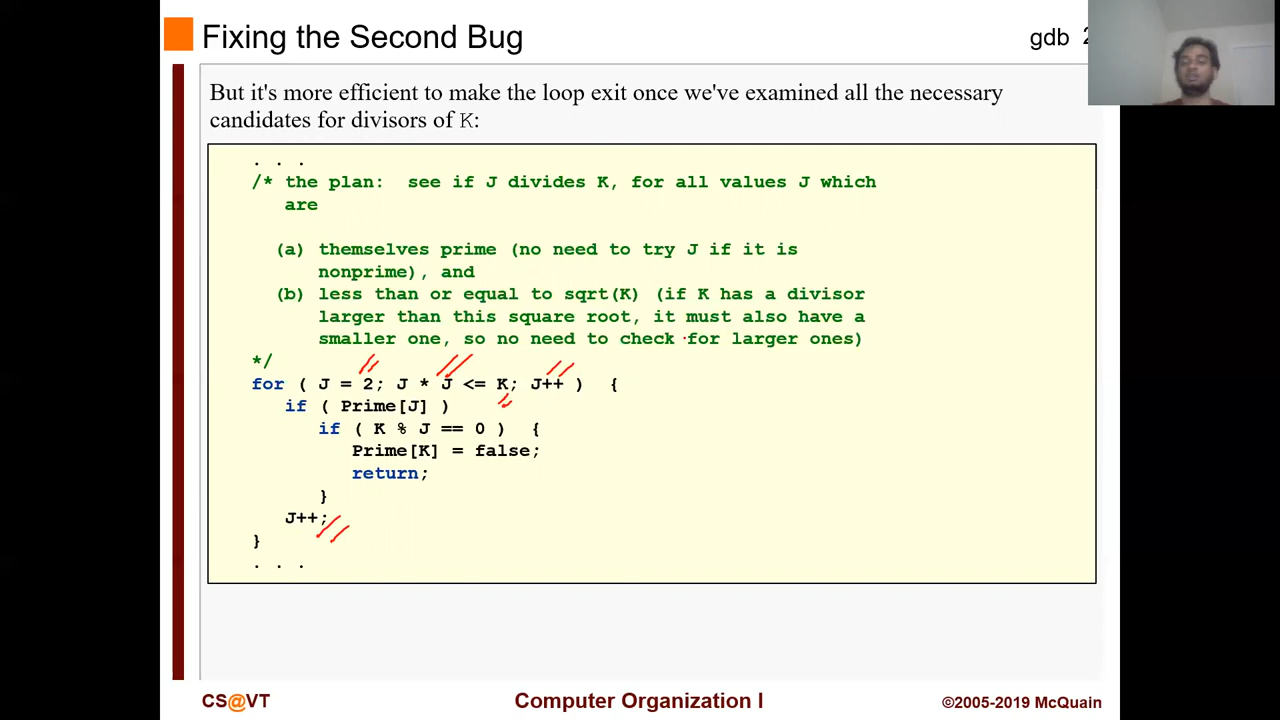 Fixing the Second Bug
gdb
But it's more efficient to make the loop exit once we've examined all the necessary
candidates for divisors of K:
. . .
/* the plan:  see if J divides K, for all values J which
are
(a) themselves prime (no need to try J if it is
nonprime), and
(b) less than or equal to sqrt(K) (if K has a divisor
larger than this square root, it must also have a
smaller one, so no need to check for larger ones)
*/
for ( J = 2; J * J <= K; J++ )  {
if ( Prime[J] )
if ( K % J == 0 )  {
Prime[K] = false;
return;
}
J++;
}
. . .
CS@VT
Computer Organization I
©2005-2019 McQuain